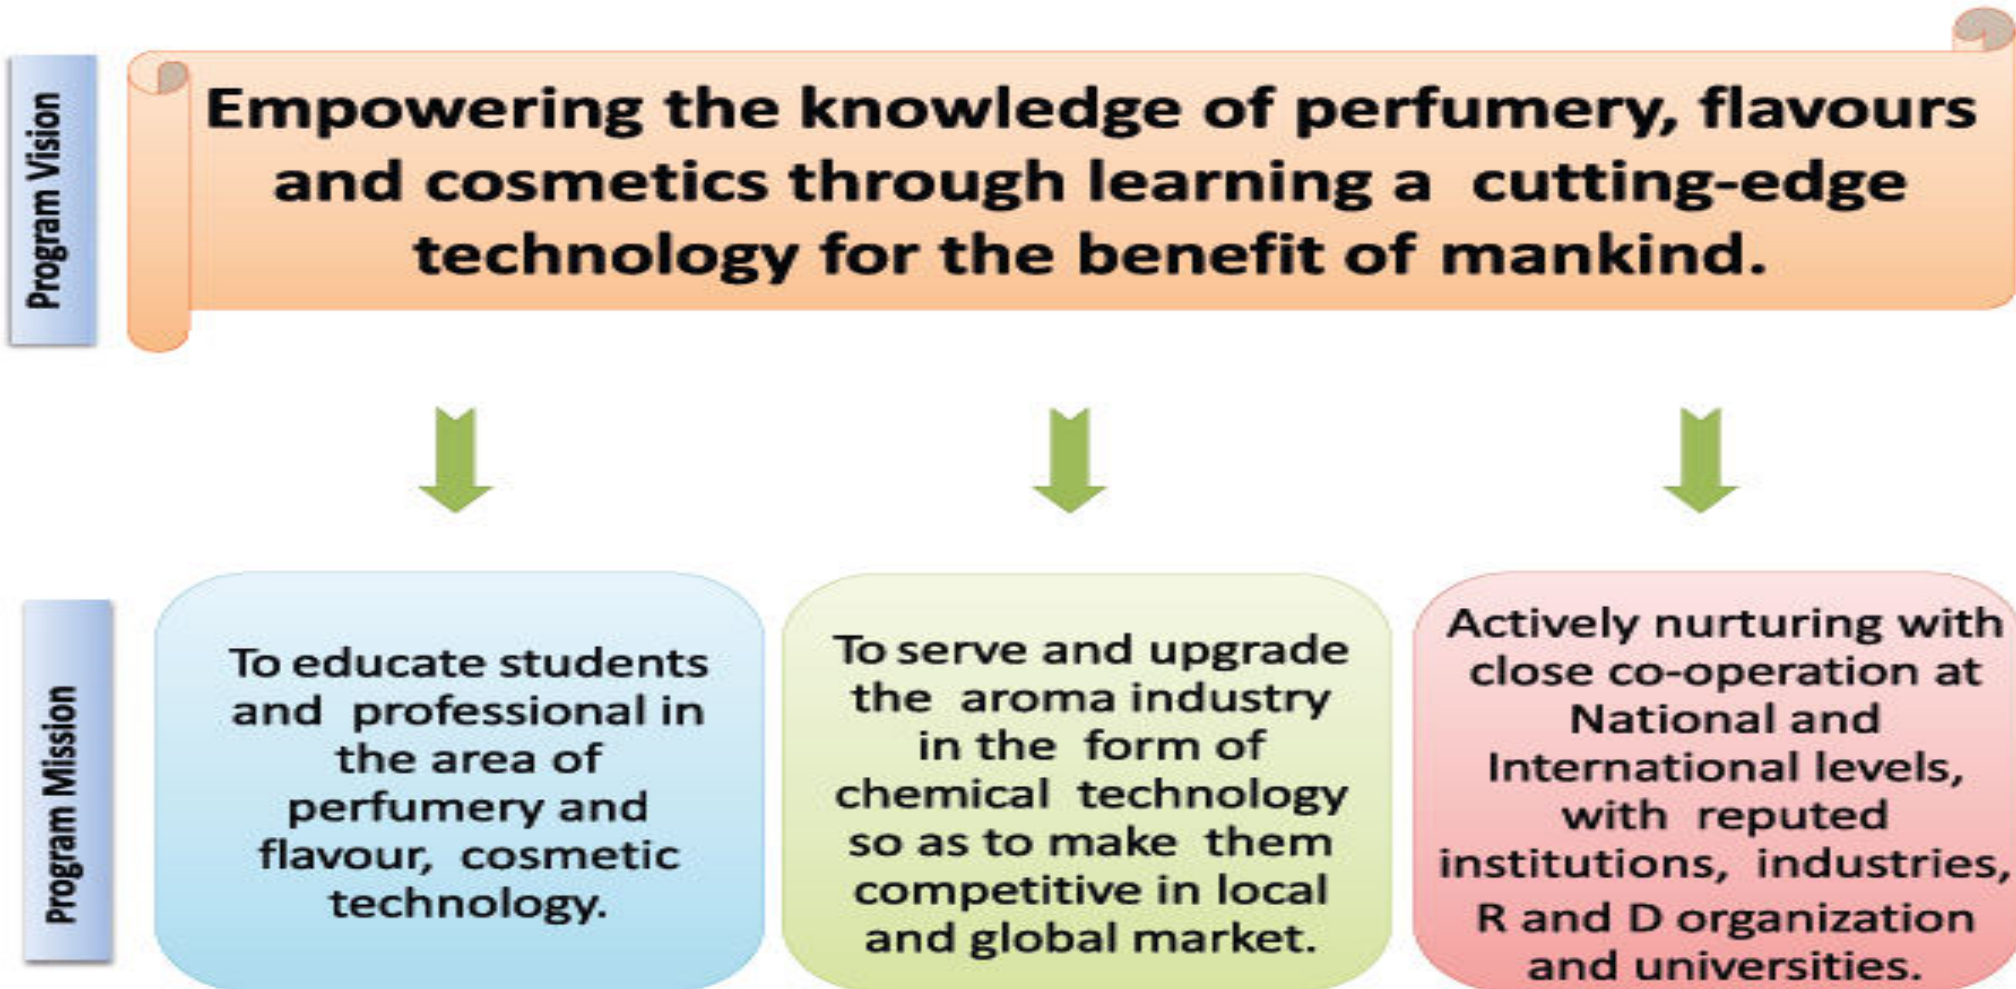 Program Vision
Empowering the knowledge of perfumery, flavours
and cosmetics through learning a cutting-edge
technology for the benefit of mankind.
Program Mission
To educate students
and professional in
the area of
perfumery and
flavour, cosmetic
technology.
To serve and upgrade
the aroma industry
in the form of
chemical technology
so as to make them
competitive in local
and global market.
Actively nurturing with
close co-operation at
National and
International levels,
with reputed
institutions, industries,
R and D organization
and universities.